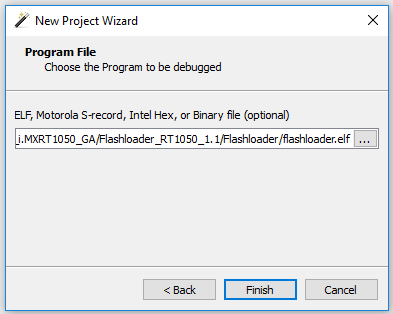 New Project Wizard
Program File
Choose the Program to be debugged
ELF, Motorola S-record, Intel Hex, or Binary file (optional)
i.MXRT1050_GA/Flashloader_RT1050_1.1/Flashloader/flashloader.elf ...
< Back Finish Cancel